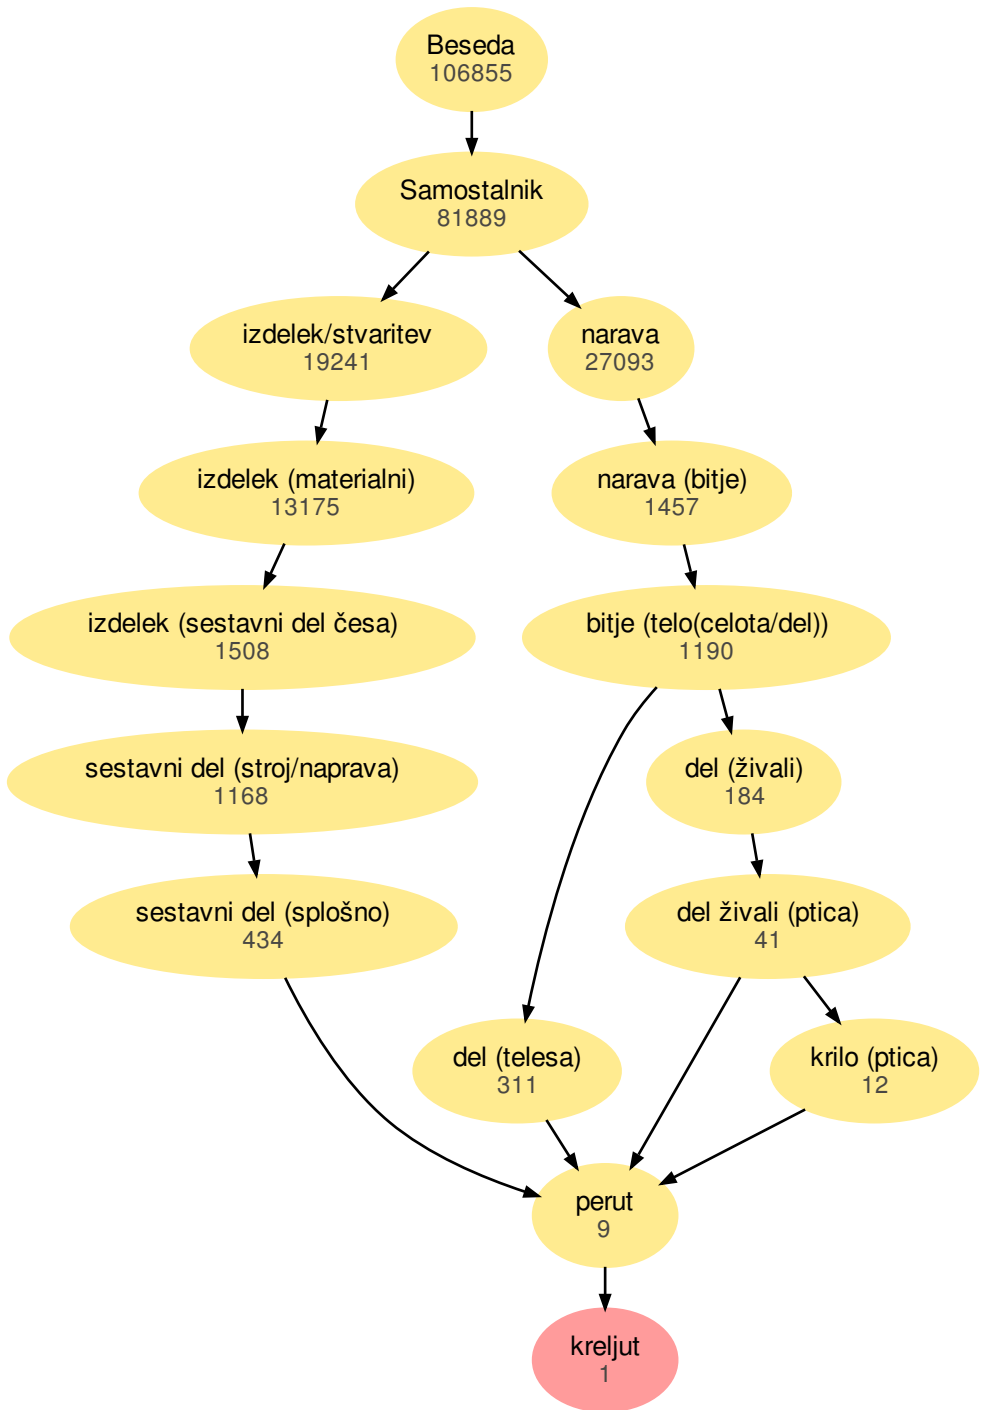 Beseda
106855
Samostalnik
81889
izdelek/stvaritev
19241
narava
27093
izdelek (materialni)
13175
narava (bitje)
1457
izdelek (sestavni del česa)
1508
bitje (telo(celota/del))
1190
sestavni del (stroj/naprava)
1168
del (živali)
184
sestavni del (splošno)
434
del živali (ptica)
41
del (telesa)
311
krilo (ptica)
12
perut
9
kreljut
1